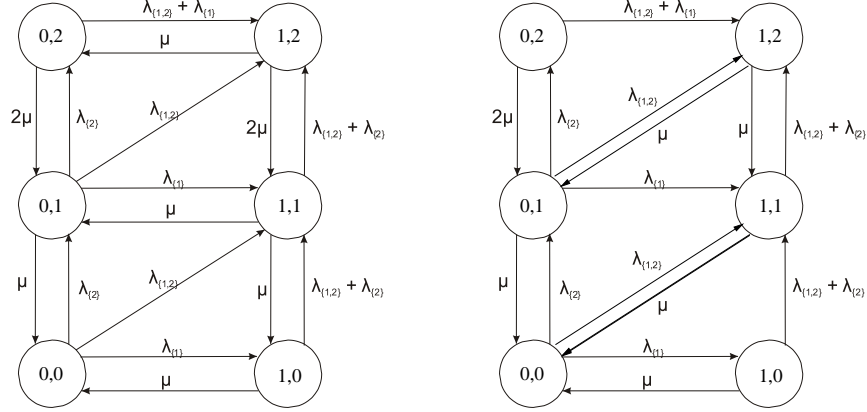 λ{1,2} + λ{1}
0,2
1,2
μ
2μ
λ{2}
λ{1,2}
2μ
λ{1,2} + λ{2}
λ{1}
0,1
1,1
μ
μ
λ{2}
λ{1,2}
μ
λ{1,2} + λ{2}
λ{1}
0,0
1,0
μ
λ{1,2} + λ{1}
0,2
1,2
2μ
λ{2}
λ{1,2}
μ
μ
λ{1,2} + λ{2}
λ{1}
0,1
1,1
μ
λ{2}
λ{1,2}
μ
λ{1,2} + λ{2}
λ{1}
0,0
1,0
μ